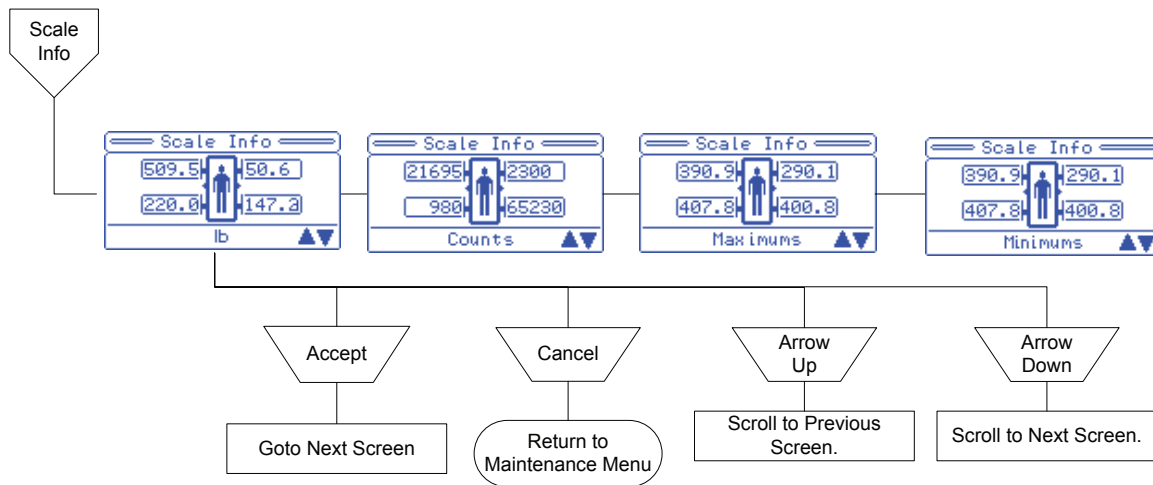 Scale
Info
Scale Info
509.5 50.6
220.0 147.3
lb
Scale Info
21695 2300
980 65230
Counts
Scale Info
390.9 290.1
407.8 400.8
Maximums
Scale Info
390.9 290.1
407.8 400.8
Minimums
Accept
Cancel
Arrow
Up
Arrow
Down
Goto Next Screen
Return to
Maintenance Menu
Scroll to Previous
Screen.
Scroll to Next Screen.